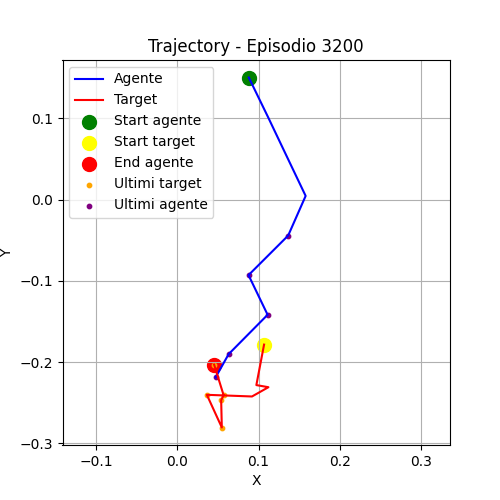 Trajectory - Episodio 3200
Agente
Target
Start agente
Start target
End agente
Ultimi target
Ultimi agente
0.1
0.0
−0.1
−0.2
−0.3
Y
−0.1
0.0
0.1
0.2
0.3
X